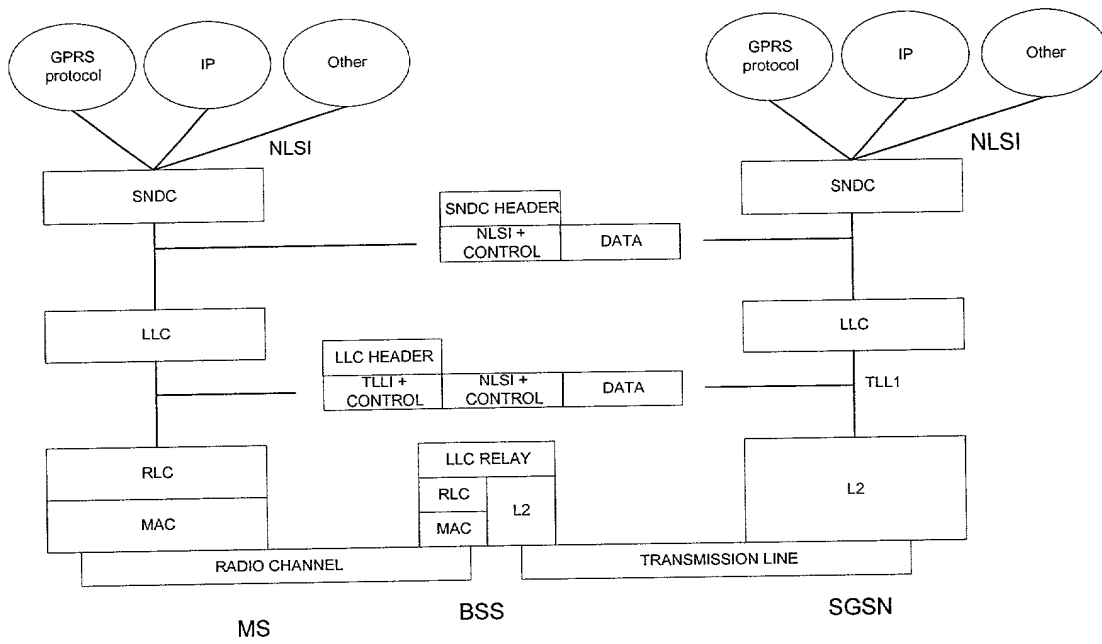 GPRS
protocol
IP
Other
GPRS
protocol
IP
Other
NLSI
NLSI
SNDC
SNDC
SNDC HEADER
NLSI +
CONTROL
DATA
LLC
LLC
LLC HEADER
TLLI +
CONTROL
NLSI +
CONTROL
DATA
TLL1
RLC
MAC
LLC RELAY
RLC
MAC
L2
L2
RADIO CHANNEL
TRANSMISSION LINE
MS
BSS
SGSN